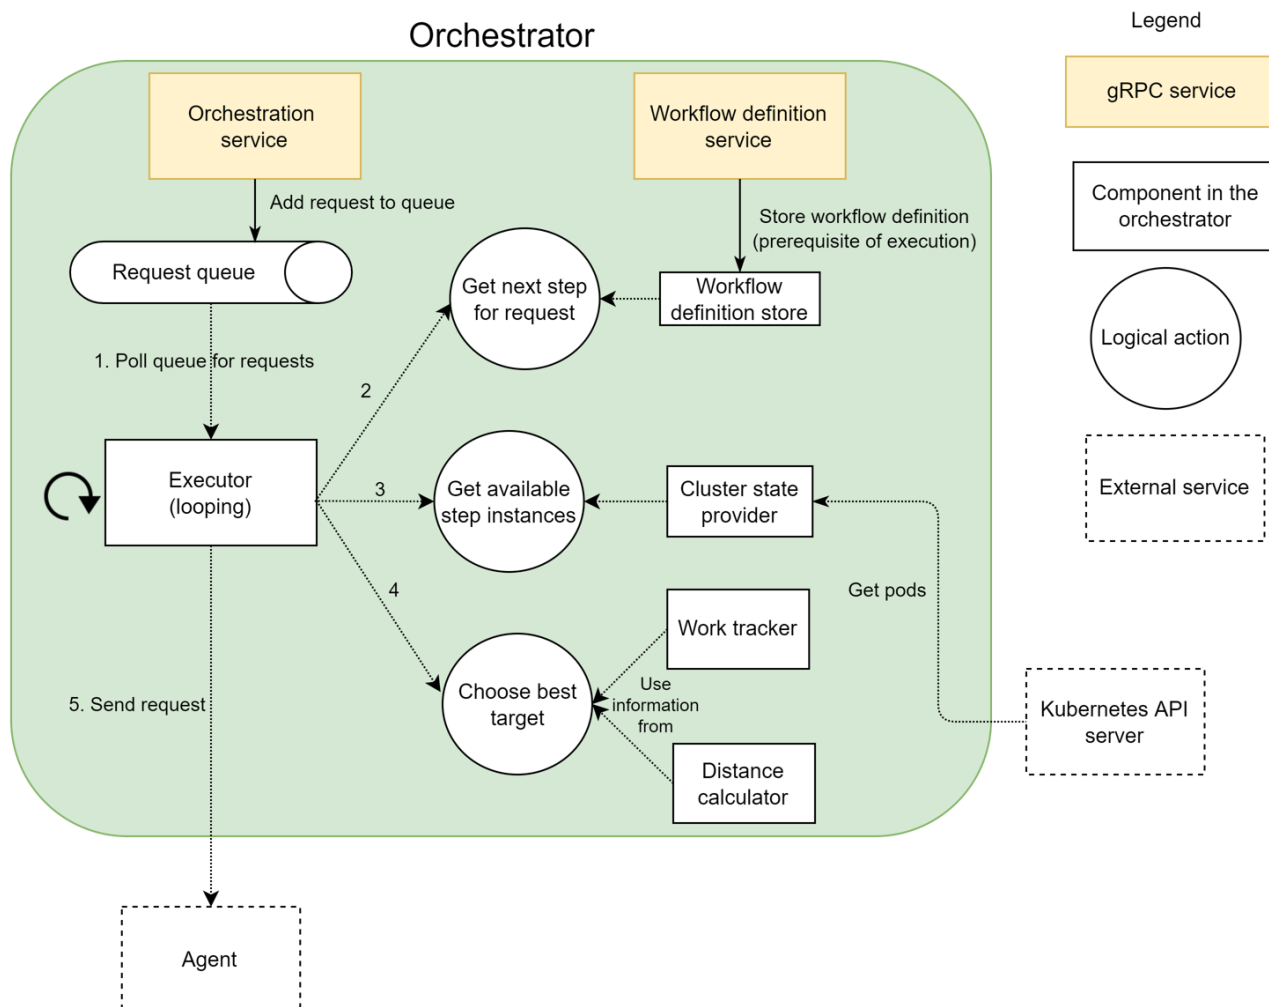 Orchestrator
Legend
Orchestration
service
Workflow definition
service
gRPC service
Add request to queue
Store workflow definition
(prerequisite of execution)
Component in the
orchestrator
Request queue
Get next step
for request
Workflow
definition store
Logical action
1. Poll queue for requests
2
Executor
(looping)
3
Get available
step instances
Cluster state
provider
External service
4
Get pods
Work tracker
Choose best
target
Use
information
from
5. Send request
Kubernetes API
server
Distance
calculator
Agent